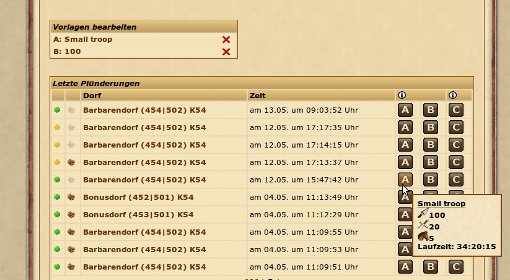 Vorlagen bearbeiten
A: Small troop
B: 100
Letzte Plünderungen
Dorf Zeit
Barbarendorf (454|502) K54 am 13.05. um 09:03:52 Uhr A B C
Barbarendorf (454|502) K54 am 12.05. um 17:17:35 Uhr A B C
Barbarendorf (454|502) K54 am 12.05. um 17:14:15 Uhr A B C
Barbarendorf (454|502) K54 am 12.05. um 17:13:37 Uhr A B C
Barbarendorf (454|502) K54 am 12.05. um 15:47:42 Uhr A B C
Bonusdorf (452|501) K54 am 04.05. um 11:13:49 Uhr A
Bonusdorf (453|501) K54 am 04.05. um 11:12:29 Uhr A
Barbarendorf (454|502) K54 am 04.05. um 11:09:55 Uhr A
Barbarendorf (454|502) K54 am 04.05. um 11:09:53 Uhr A
Barbarendorf (454|502) K54 am 04.05. um 11:09:51 Uhr A B C
Small troop
100
20
5
Laufzeit: 34:20:15